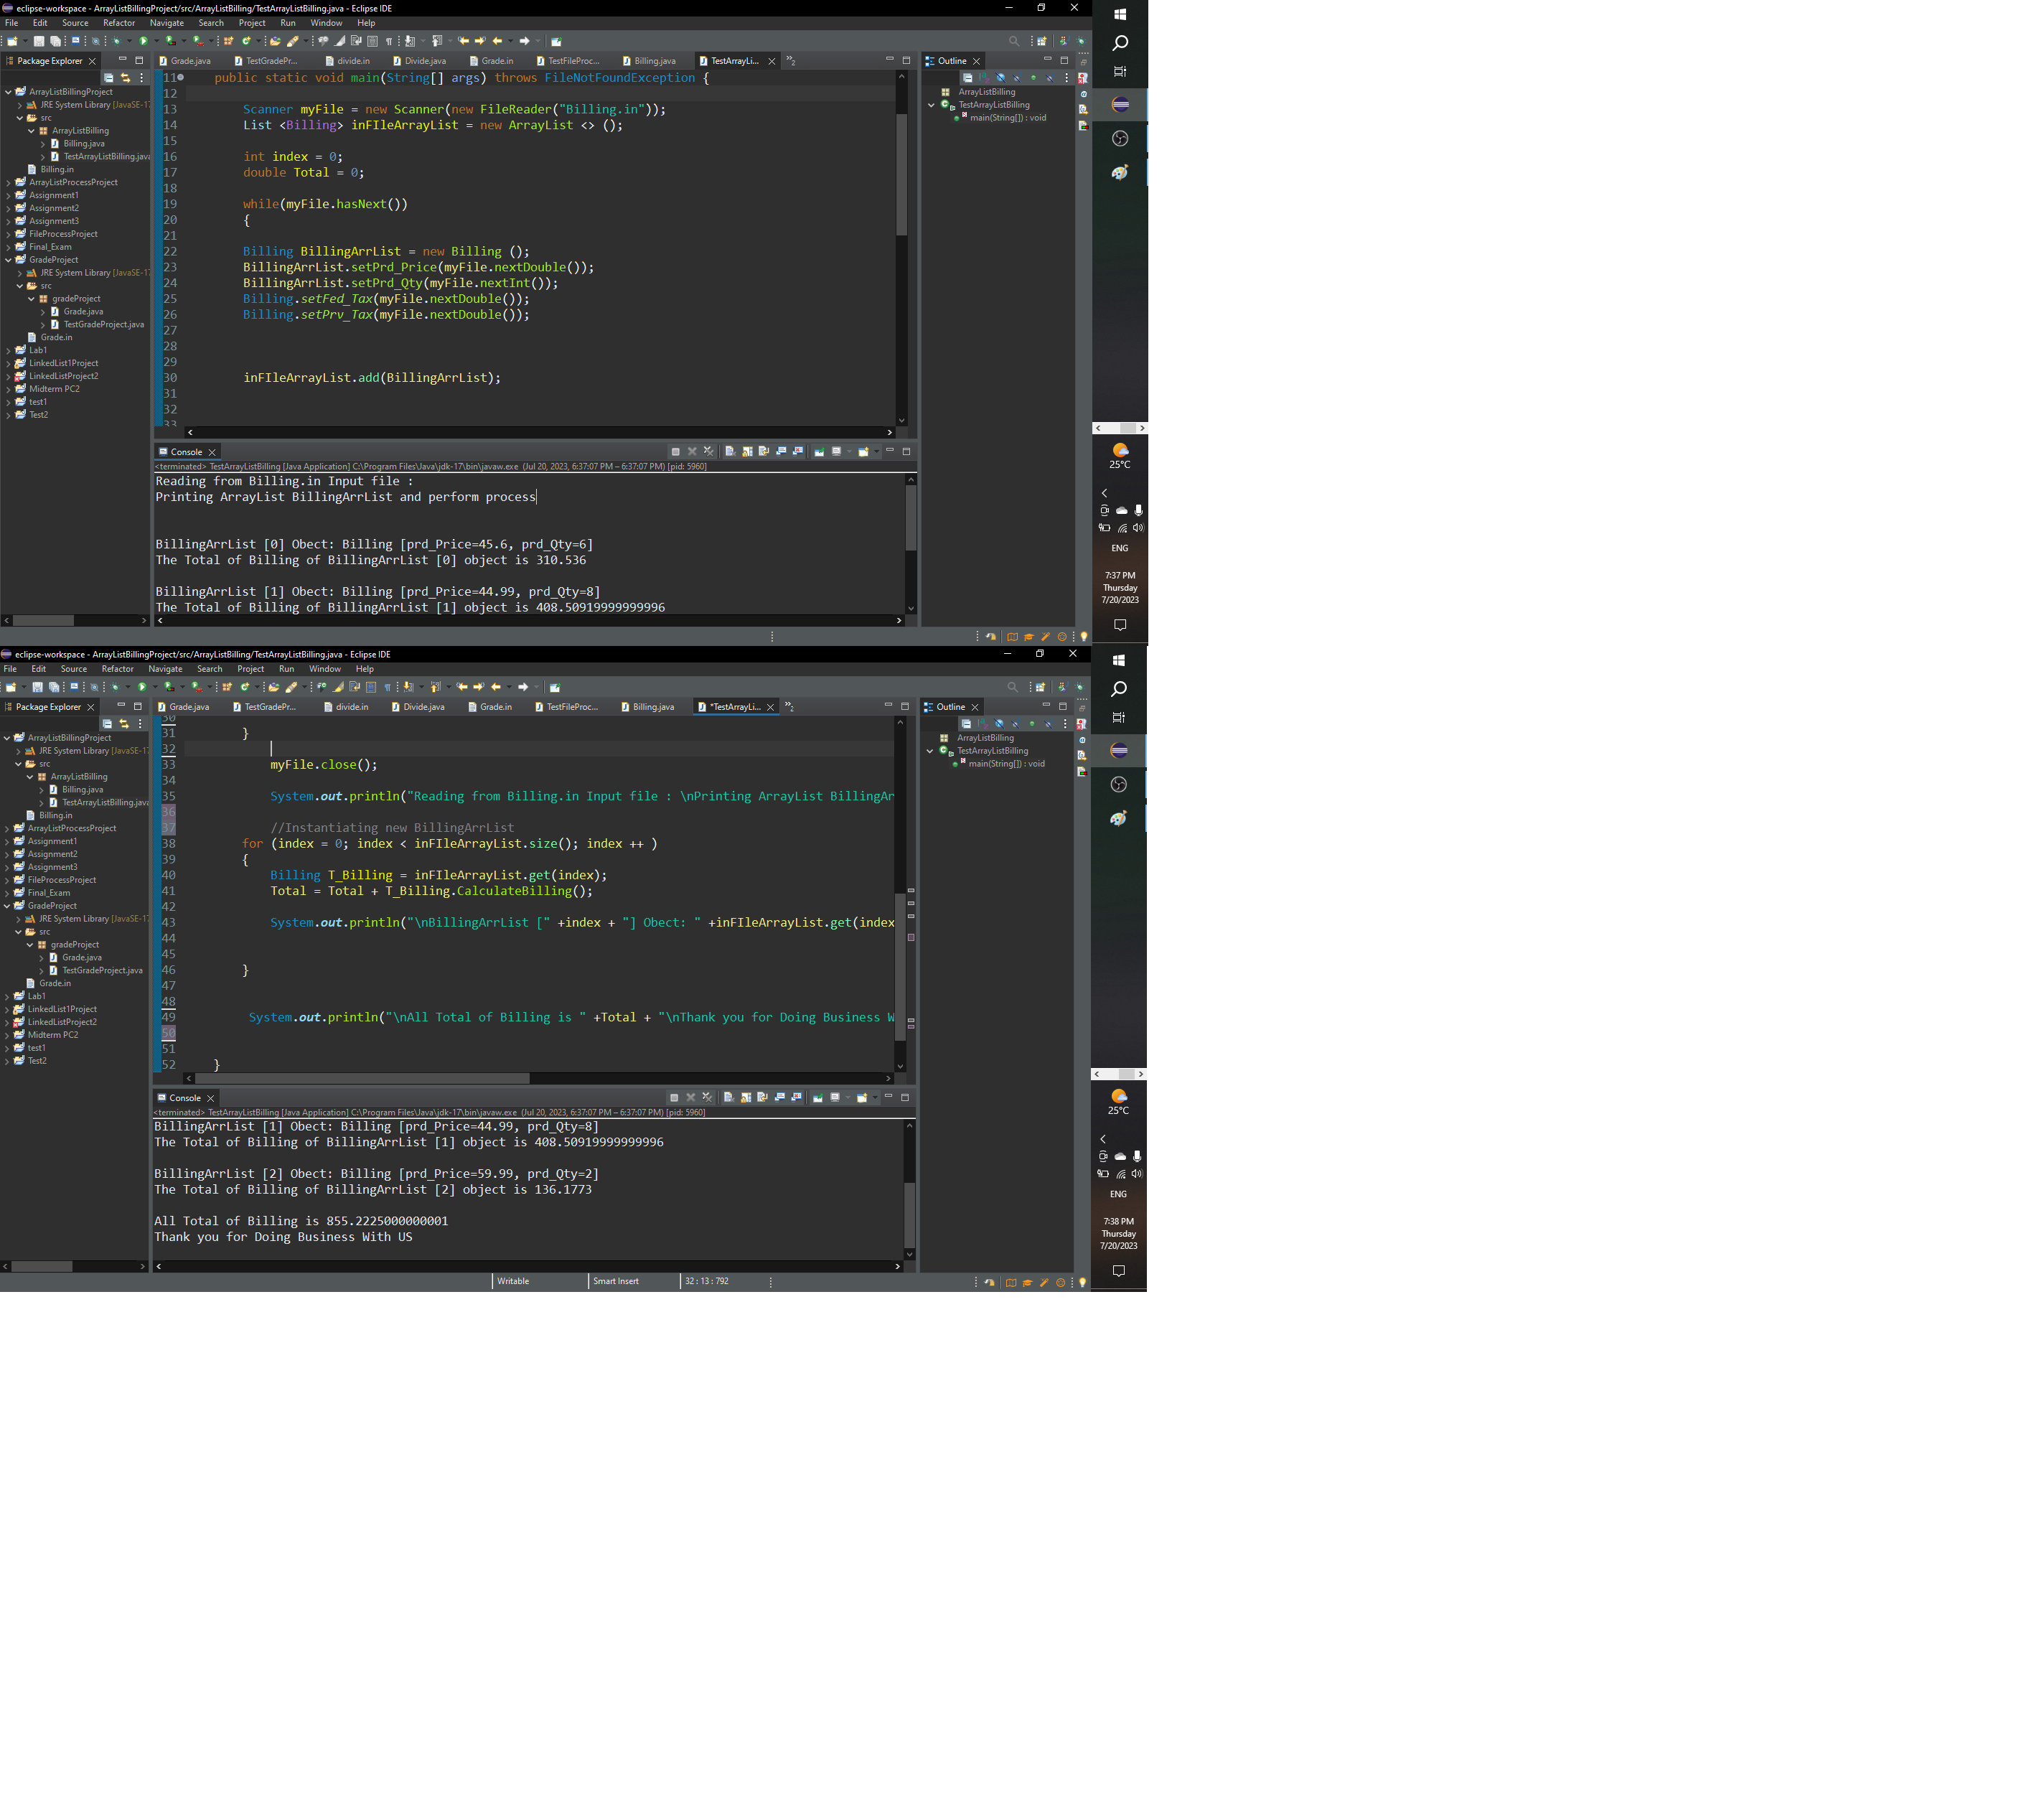 eclipse-workspace - ArrayListBillingProject/src/ArrayListBilling/TestArrayListBilling.java - Eclipse IDE
File Edit Source Refactor Navigate Search Project Run Window Help
Package Explorer
ArrayListBillingProject
JRE System Library [JavaSE-17
src
ArrayListBilling
Billing.java
TestArrayListBilling.java
Billing.in
ArrayListProcessProject
Assignment1
Assignment2
Assignment3
FileProcessProject
Final_Exam
GradeProject
JRE System Library [JavaSE-17
src
gradeProject
Grade.java
TestGradeProject.java
Grade.in
Lab1
LinkedList1Project
LinkedListProject2
Midterm PC2
test1
Test2
Grade.java TestGradePr... divide.in Divide.java Grade.in TestFileProc... Billing.java TestArrayLi... 2
11 public static void main(String[] args) throws FileNotFoundException {
12
13 Scanner myFile = new Scanner(new FileReader("Billing.in"));
14 List <Billing> inFIleArrayList = new ArrayList <> ();
15
16 int index = 0;
17 double Total = 0;
18
19 while(myFile.hasNext())
20 {
21
22 Billing BillingArrList = new Billing ();
23 BillingArrList.setPrd_Price(myFile.nextDouble());
24 BillingArrList.setPrd_Qty(myFile.nextInt());
25 Billing.setFed_Tax(myFile.nextDouble());
26 Billing.setPrv_Tax(myFile.nextDouble());
27
28
29
30 inFIleArrayList.add(BillingArrList);
31
32
33
Outline
ArrayListBilling
TestArrayListBilling
main(String[]) : void
Console
<terminated> TestArrayListBilling [Java Application] C:\Program Files\Java\jdk-17\bin\javaw.exe (Jul 20, 2023, 6:37:07 PM – 6:37:07 PM) [pid: 5960]
Reading from Billing.in Input file :
Printing ArrayList BillingArrList and perform process
BillingArrList [0] Obect: Billing [prd_Price=45.6, prd_Qty=6]
The Total of Billing of BillingArrList [0] object is 310.536
BillingArrList [1] Obect: Billing [prd_Price=44.99, prd_Qty=8]
The Total of Billing of BillingArrList [1] object is 408.50919999999996
25°C
ENG
7:37 PM
Thursday
7/20/2023
eclipse-workspace - ArrayListBillingProject/src/ArrayListBilling/TestArrayListBilling.java - Eclipse IDE
File Edit Source Refactor Navigate Search Project Run Window Help
Package Explorer
ArrayListBillingProject
JRE System Library [JavaSE-17
src
ArrayListBilling
Billing.java
TestArrayListBilling.java
Billing.in
ArrayListProcessProject
Assignment1
Assignment2
Assignment3
FileProcessProject
Final_Exam
GradeProject
JRE System Library [JavaSE-17
src
gradeProject
Grade.java
TestGradeProject.java
Grade.in
Lab1
LinkedList1Project
LinkedListProject2
Midterm PC2
test1
Test2
Grade.java TestGradePr... divide.in Divide.java Grade.in TestFileProc... Billing.java *TestArrayLi... 2
30
31 }
32
33 myFile.close();
34
35 System.out.println("Reading from Billing.in Input file : \nPrinting ArrayList BillingAr
36
37 //Instantiating new BillingArrList
38 for (index = 0; index < inFIleArrayList.size(); index ++ )
39 {
40 Billing T_Billing = inFIleArrayList.get(index);
41 Total = Total + T_Billing.CalculateBilling();
42
43 System.out.println("\nBillingArrList [" +index + "] Obect: " +inFIleArrayList.get(index
44
45
46 }
47
48
49 System.out.println("\nAll Total of Billing is " +Total + "\nThank you for Doing Business W
50
51
52 }
Outline
ArrayListBilling
TestArrayListBilling
main(String[]) : void
Console
<terminated> TestArrayListBilling [Java Application] C:\Program Files\Java\jdk-17\bin\javaw.exe (Jul 20, 2023, 6:37:07 PM – 6:37:07 PM) [pid: 5960]
BillingArrList [1] Obect: Billing [prd_Price=44.99, prd_Qty=8]
The Total of Billing of BillingArrList [1] object is 408.50919999999996
BillingArrList [2] Obect: Billing [prd_Price=59.99, prd_Qty=2]
The Total of Billing of BillingArrList [2] object is 136.1773
All Total of Billing is 855.2225000000001
Thank you for Doing Business With US
Writable Smart Insert 32 : 13 : 792
25°C
ENG
7:38 PM
Thursday
7/20/2023